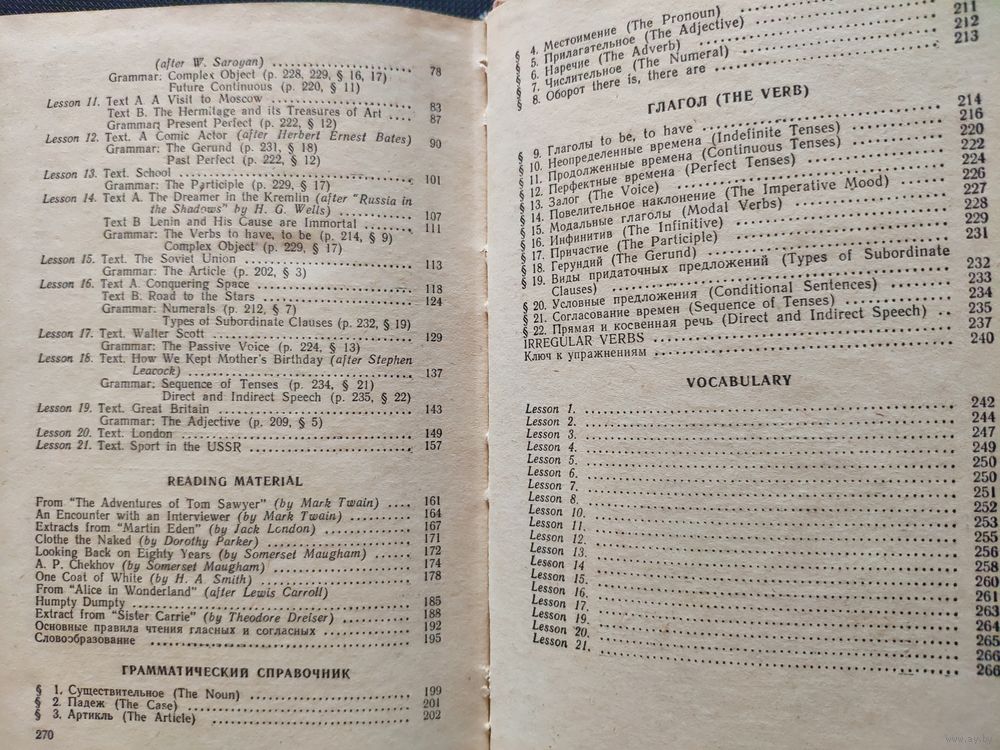 (after W. Saroyan) 78
Grammar: Complex Object (p. 228, 229, § 16, 17)
Future Continuous (p. 220, § 11)
Lesson 11. Text A A Visit to Moscow 83
Text B. The Hermitage and its Treasures of Art 87
Grammar: Present Perfect (p. 222, § 12)
Lesson 12. Text. A Comic Actor (after Herbert Ernest Bates) 90
Grammar: The Gerund (p. 231, § 18)
Past Perfect (p. 222, § 12)
Lesson 13. Text. School 101
Grammar: The Participle (p. 229, § 17)
Lesson 14. Text A. The Dreamer in the Kremlin (after "Russia in
the Shadows" by H. G. Wells) 107
Text B Lenin and His Cause are Immortal 111
Grammar: The Verbs to have, to be (p. 214, § 9)
Complex Object (p. 229, § 17)
Lesson 15. Text. The Soviet Union 113
Grammar: The Article (p. 202, § 3)
Lesson 16. Text A. Conquering Space 118
Text B. Road to the Stars 124
Grammar: Numerals (p. 212, § 7)
Types of Subordinate Clauses (p. 232, § 19)
Lesson 17. Text. Walter Scott 129
Grammar: The Passive Voice (p. 224, § 13)
Lesson 18. Text. How We Kept Mother's Birthday (after Stephen
Leacock) 137
Grammar: Sequence of Tenses (p. 234, § 21)
Direct and Indirect Speech (p. 235, § 22)
Lesson 19. Text. Great Britain 143
Grammar: The Adjective (p. 209, § 5)
Lesson 20. Text. London 149
Lesson 21. Text. Sport in the USSR 157
READING MATERIAL
From "The Adventures of Tom Sawyer" (by Mark Twain) 161
An Encounter with an Interviewer (by Mark Twain) 164
Extracts from "Martin Eden" (by Jack London) 167
Clothe the Naked (by Dorothy Parker) 171
Looking Back on Eighty Years (by Somerset Maugham) 172
A. P. Chekhov (by Somerset Maugham) 174
One Coat of White (by H. A. Smith) 178
From "Alice in Wonderland" (after Lewis Carroll)
Humpty Dumpty 185
Extract from "Sister Carrie" (by Theodore Dreiser) 188
Основные правила чтения гласных и согласных 192
Словообразование 195
ГРАММАТИЧЕСКИЙ СПРАВОЧНИК
§ 1. Существительное (The Noun) 199
§ 2. Падеж (The Case) 201
§ 3. Артикль (The Article) 202
270
§ 4. Местоимение (The Pronoun)
§ 5. Прилагательное (The Adjective) 211
§ 6. Наречие (The Adverb) 212
§ 7. Числительное (The Numeral) 213
§ 8. Оборот there is, there are
ГЛАГОЛ (THE VERB)
§ 9. Глаголы to be, to have 214
§ 10. Неопределенные времена (Indefinite Tenses) 216
§ 11. Продолженные времена (Continuous Tenses) 220
§ 12. Перфектные времена (Perfect Tenses) 222
§ 13. Залог (The Voice) 224
§ 14. Повелительное наклонение (The Imperative Mood) 226
§ 15. Модальные глаголы (Modal Verbs) 227
§ 16. Инфинитив (The Infinitive) 228
§ 17. Причастие (The Participle) 229
§ 18. Герундий (The Gerund) 231
§ 19. Виды придаточных предложений (Types of Subordinate
Clauses) 232
§ 20. Условные предложения (Conditional Sentences) 233
§ 21. Согласование времен (Sequence of Tenses) 234
§ 22. Прямая и косвенная речь (Direct and Indirect Speech) 235
IRREGULAR VERBS 237
Ключ к упражнениям 240
VOCABULARY
Lesson 1. 242
Lesson 2. 244
Lesson 3. 247
Lesson 4. 249
Lesson 5. 250
Lesson 6. 250
Lesson 7. 251
Lesson 8. 252
Lesson 10. 253
Lesson 11. 255
Lesson 12. 256
Lesson 13. 258
Lesson 14 260
Lesson 15. 261
Lesson 16. 263
Lesson 17. 264
Lesson 19. 265
Lesson 20. 266
Lesson 21. 266
www.ay.by